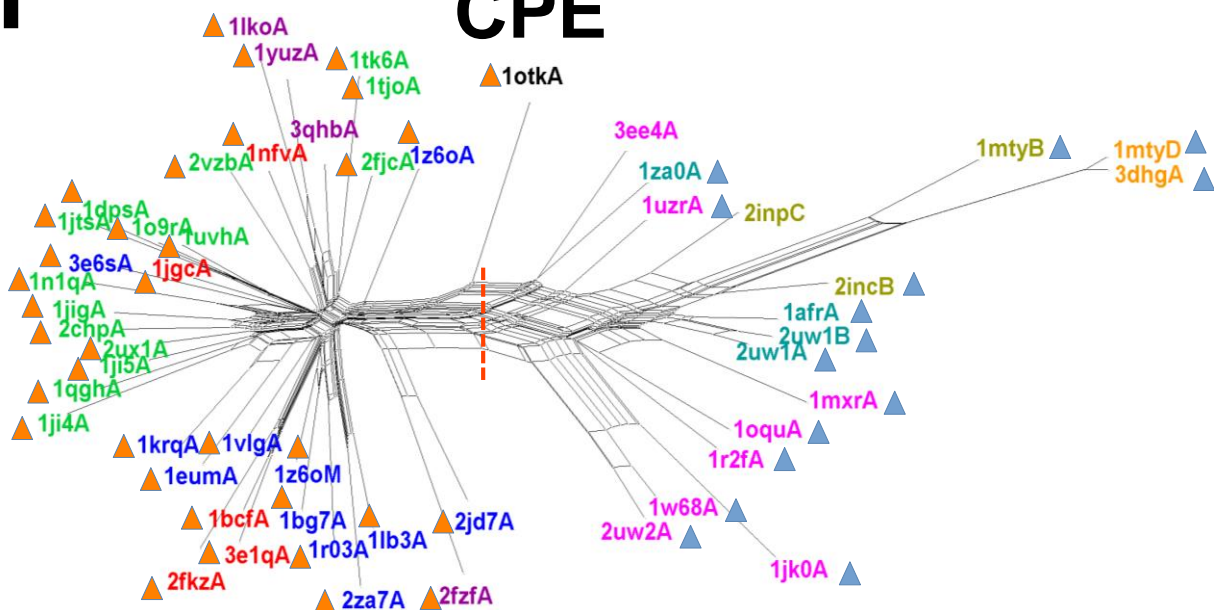 CPE
1lkoA
1yuzA
1tk6A
1tjoA
1otkA
3qhbA
1nfvA
2fjcA
1z6oA
2vzbA
3ee4A
1za0A
1uzrA
2inpC
1mtyB
1mtyD
3dhgA
1dpsA
1jtsA
1o9rA
1uvhA
3e6sA
1jgcA
1n1qA
1jigA
2chpA
2ux1A
1ji5A
1qghA
1ji4A
2incB
1afrA
2uw1B
2uw1A
1mxrA
1oquA
1r2fA
1krqA
1vlgA
1eumA
1z6oM
1bcfA
1bg7A
1lb3A
2jd7A
3e1qA
1r03A
2fkzA
2za7A
2fzfA
1w68A
2uw2A
1jk0A